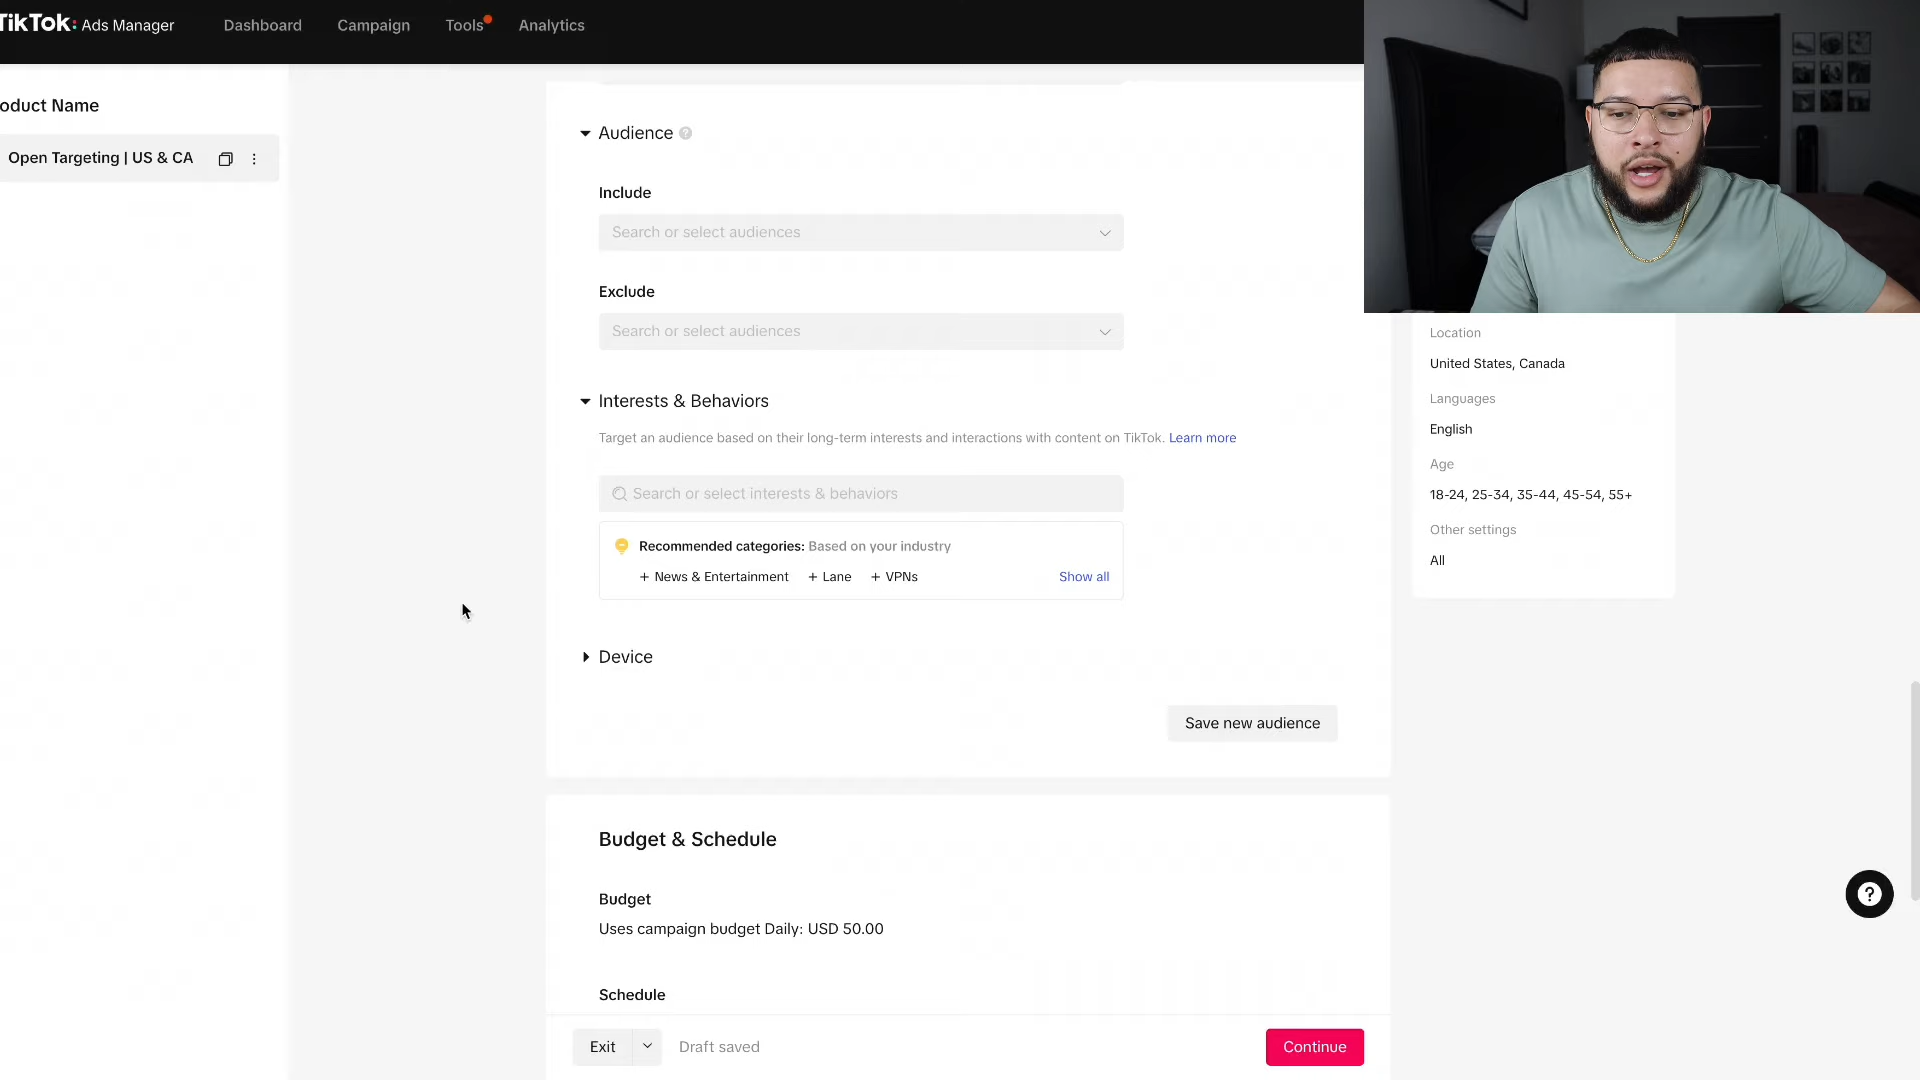 TikTok: Ads Manager
Dashboard
Campaign
Tools
Analytics
oduct Name
Open Targeting | US & CA
Audience ?
Include
Search or select audiences
Exclude
Search or select audiences
Interests & Behaviors
Target an audience based on their long-term interests and interactions with content on TikTok. Learn more
Search or select interests & behaviors
Recommended categories: Based on your industry
+ News & Entertainment + Lane + VPNs Show all
Device
Save new audience
Budget & Schedule
Budget
Uses campaign budget Daily: USD 50.00
Schedule
Exit
Draft saved
Continue
Location
United States, Canada
Languages
English
Age
18-24, 25-34, 35-44, 45-54, 55+
Other settings
All
?